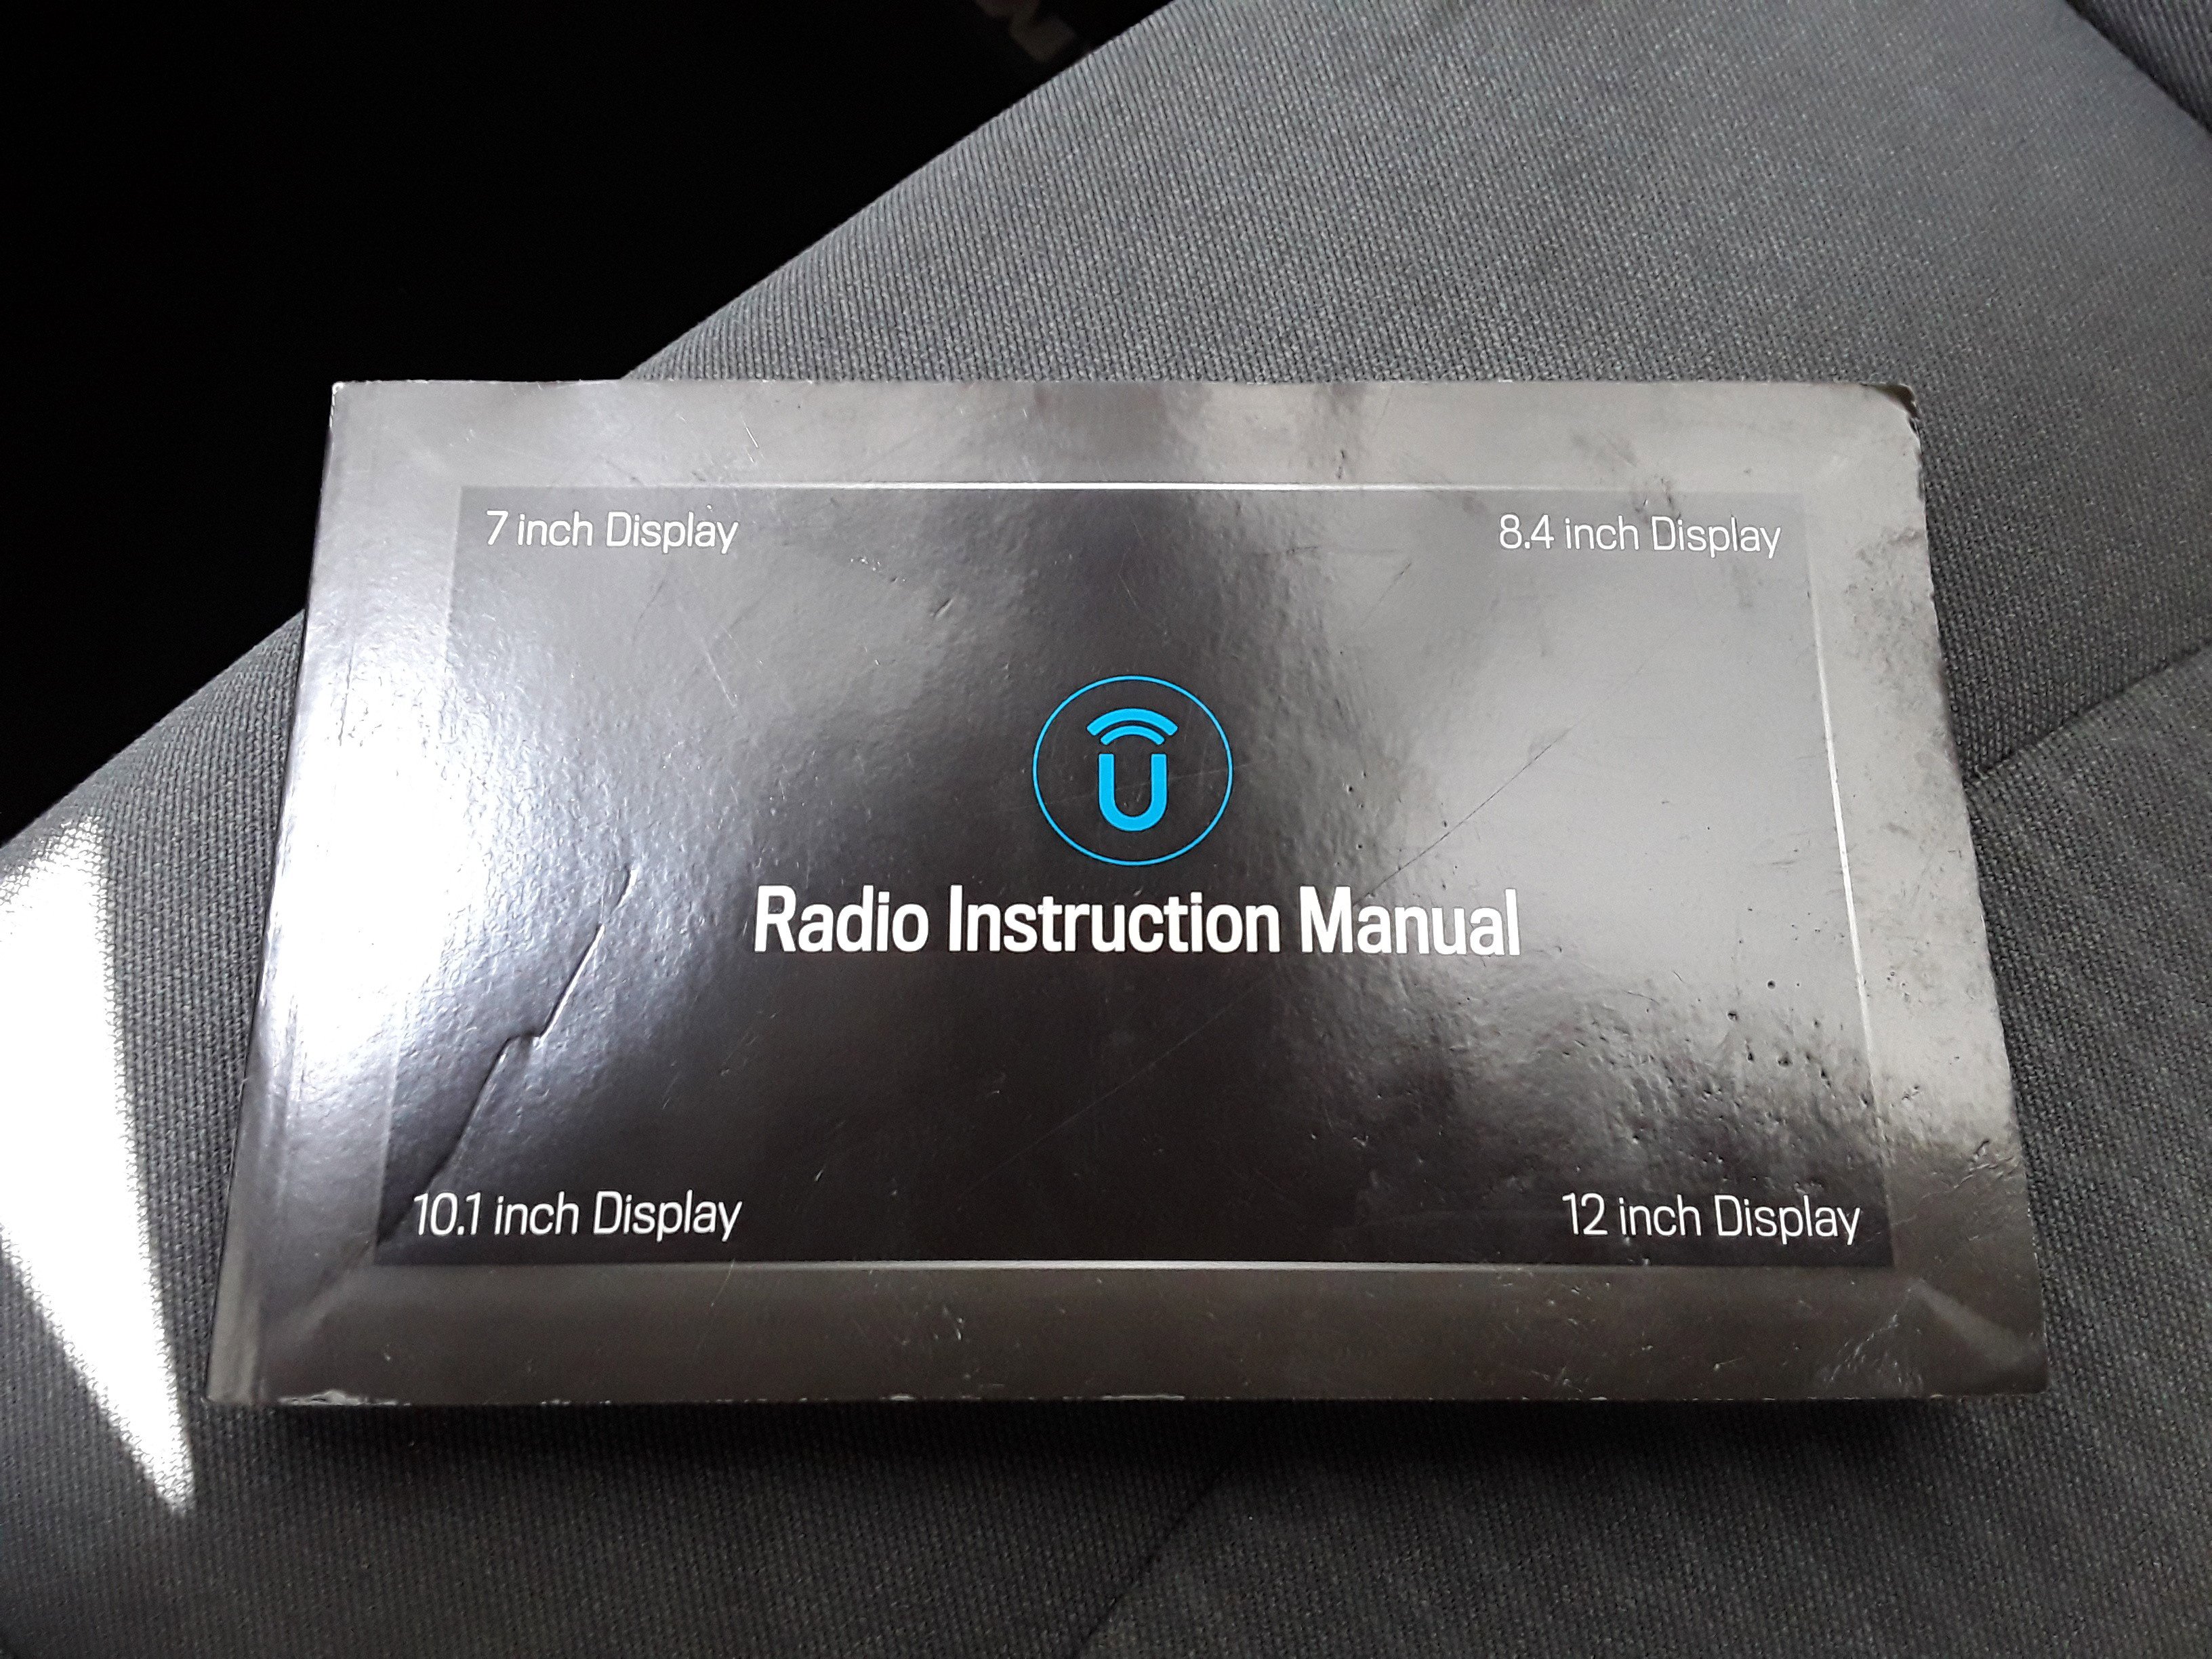 7 inch Display
8.4 inch Display
U
Radio Instruction Manual
10.1 inch Display
12 inch Display